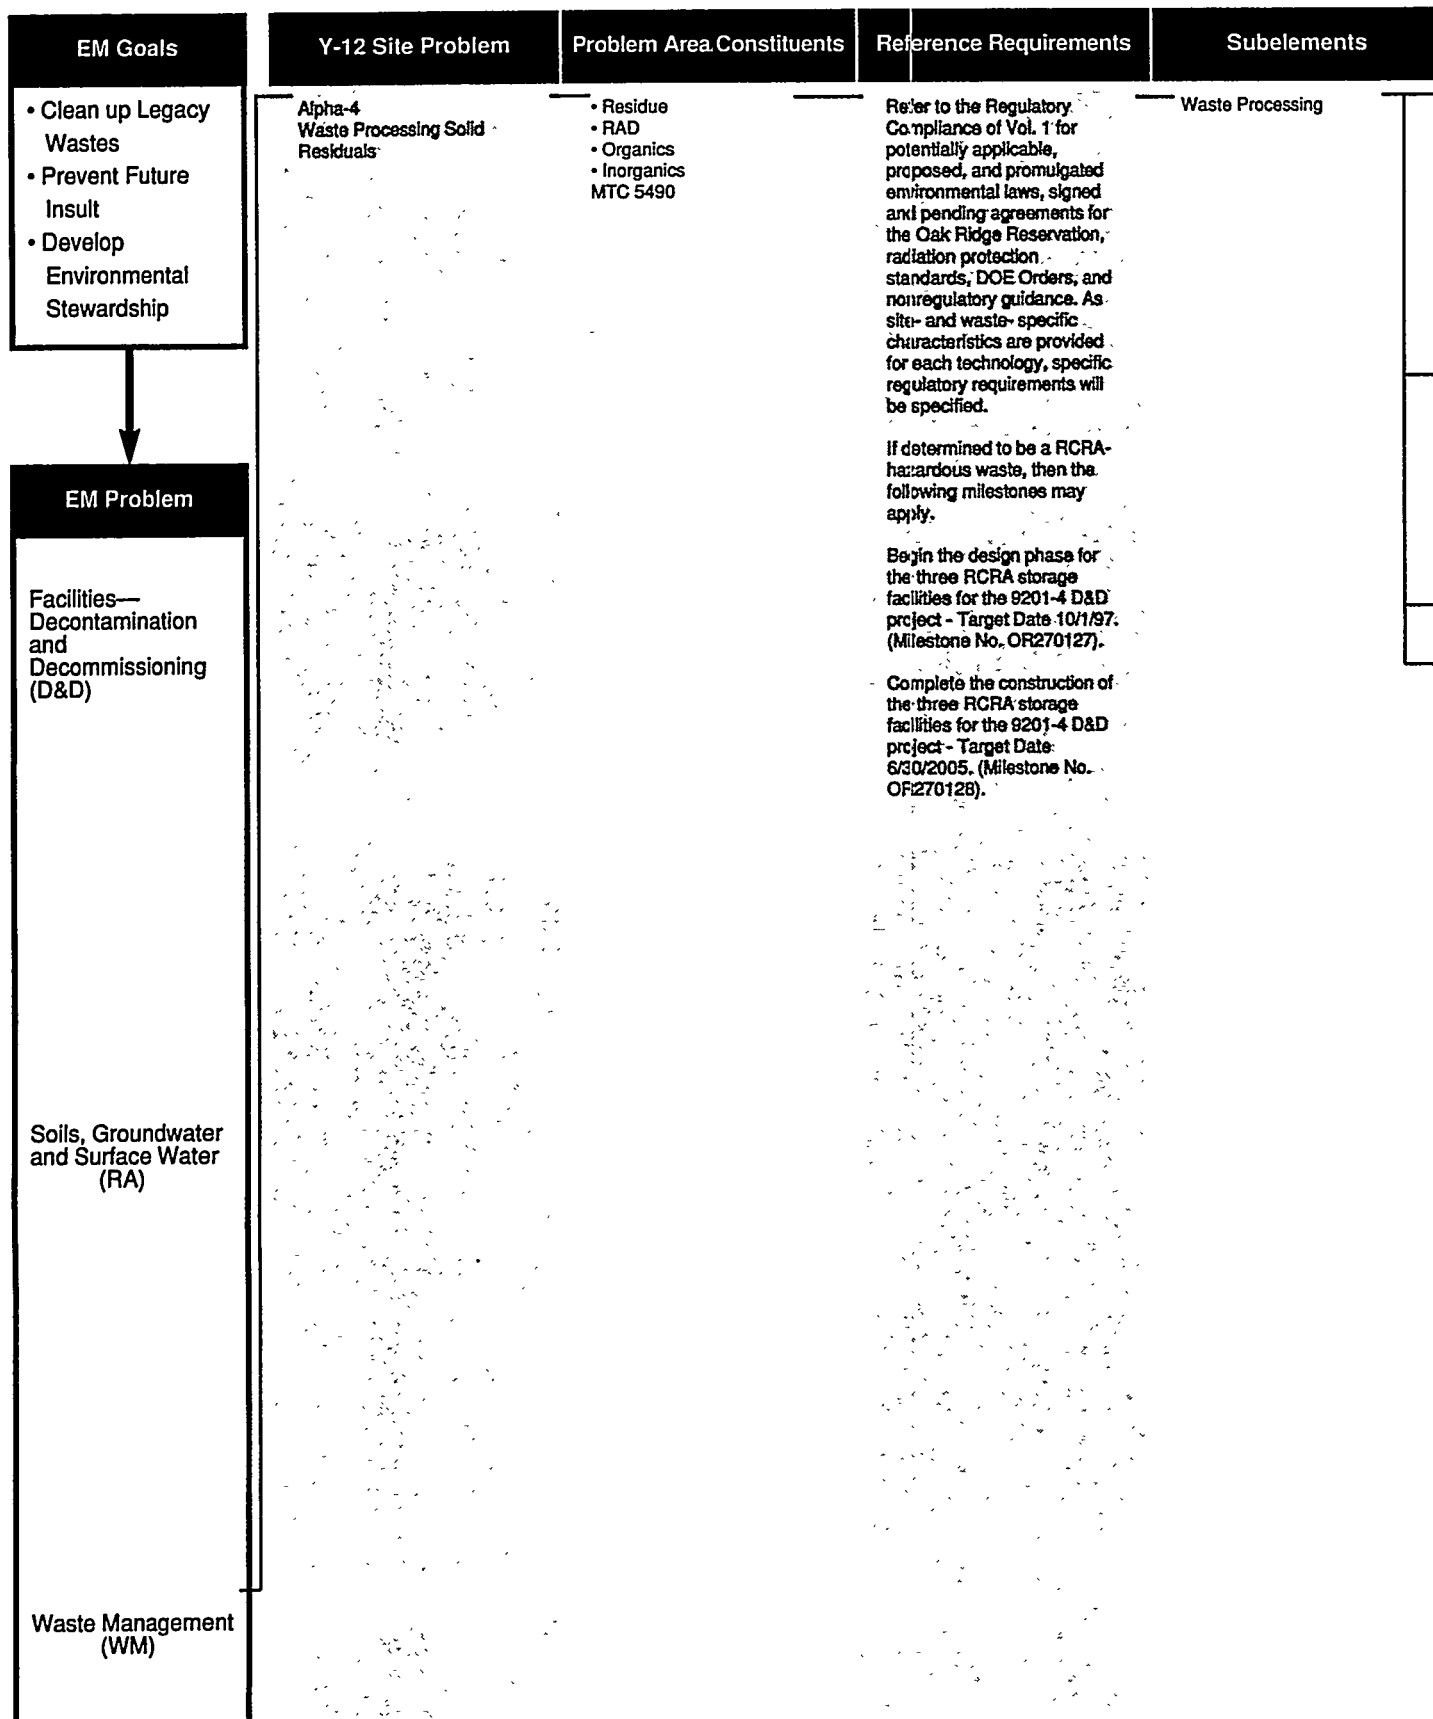 EM Goals
• Clean up Legacy
Wastes
• Prevent Future
Insult
• Develop
Environmental
Stewardship
EM Problem
Facilities—
Decontamination
and
Decommissioning
(D&D)
Soils, Groundwater
and Surface Water
(RA)
Waste Management
(WM)
Y-12 Site Problem
Alpha-4
Waste Processing Solid
Residuals
Problem Area Constituents
• Residue
• RAD
• Organics
• Inorganics
MTC 5490
Reference Requirements
Refer to the Regulatory
Compliance of Vol. 1 for
potentially applicable,
proposed, and promulgated
environmental laws, signed
and pending agreements for
the Oak Ridge Reservation,
radiation protection
standards, DOE Orders, and
nonregulatory guidance. As
site- and waste- specific
characteristics are provided
for each technology, specific
regulatory requirements will
be specified.
If determined to be a RCRA-
hazardous waste, then the
following milestones may
apply.
Begin the design phase for
the three RCRA storage
facilities for the 9201-4 D&D
project - Target Date 10/1/97.
(Milestone No. OR270127).
Complete the construction of
the three RCRA storage
facilities for the 9201-4 D&D
project - Target Date
6/30/2005. (Milestone No.
OR270128).
Subelements
Waste Processing